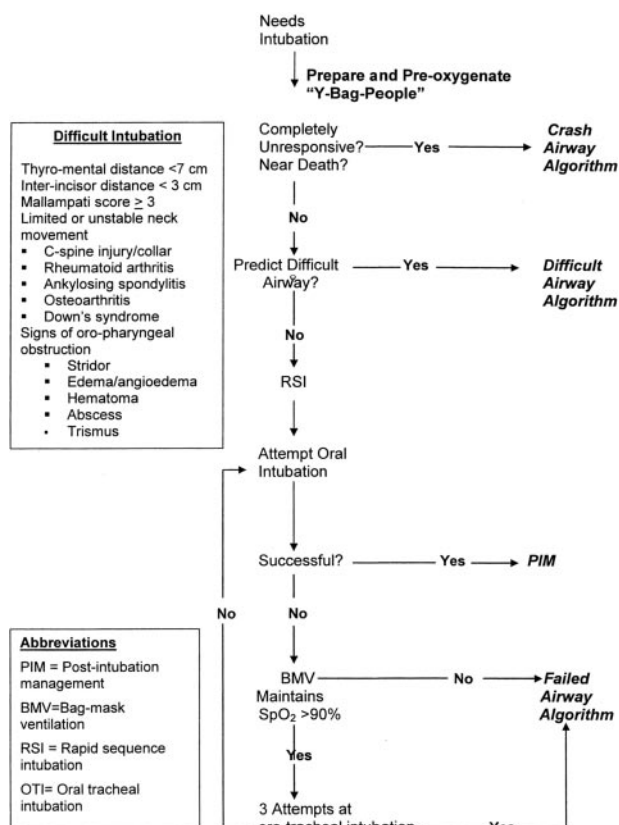 Needs
Intubation
Prepare and Pre-oxygenate
"Y-Bag-People"
Difficult Intubation
Thyro-mental distance <7 cm
Inter-incisor distance < 3 cm
Mallampati score ≥ 3
Limited or unstable neck
movement
▪ C-spine injury/collar
▪ Rheumatoid arthritis
▪ Ankylosing spondylitis
▪ Osteoarthritis
▪ Down's syndrome
Signs of oro-pharyngeal
obstruction
▪ Stridor
▪ Edema/angioedema
▪ Hematoma
▪ Abscess
• Trismus
Completely
Unresponsive?
Near Death?
Yes
Crash
Airway
Algorithm
No
Predict Difficult
Airway?
Yes
Difficult
Airway
Algorithm
No
RSI
Attempt Oral
Intubation
Successful?
Yes
PIM
No
No
Abbreviations
PIM = Post-intubation
management
BMV=Bag-mask
ventilation
RSI = Rapid sequence
intubation
OTI= Oral tracheal
intubation
BMV
Maintains
SpO₂ >90%
No
Failed
Airway
Algorithm
Yes
3 Attempts at
oro-tracheal intubation
Yes